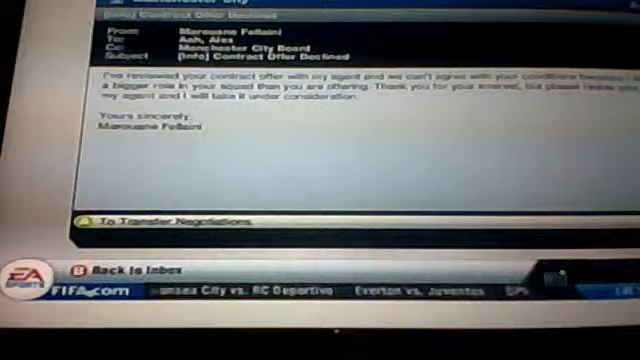 Manchester City
[Info] Contract Offer Declined
From: Marouane Fellaini
To: Ash, Alex
Cc: Manchester City Board
Subject: [Info] Contract Offer Declined
I've reviewed your contract offer with my agent and we can't agree with your conditions because
a bigger role in your squad than you are offering. Thank you for your interest, but please
my agent and I will take it under consideration.
Yours sincerely,
Marouane Fellaini
To Transfer Negotiations
B Back to Inbox
EA SPORTS
FIFA.com
ansea City vs. RC Deportivo Everton vs. Juventus